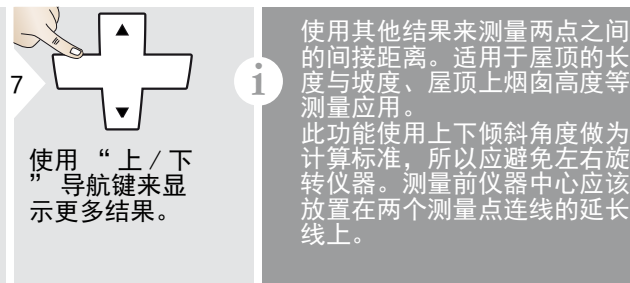 7
使用 “上 / 下
” 导航键来显
示更多结果。
i
使用其他结果来测量两点之间
的间接距离。适用于屋顶的长
度与坡度、屋顶上烟囱高度等
测量应用。
此功能使用上下倾斜角度做为
计算标准，所以应避免左右旋
转仪器。测量前仪器中心应该
放置在两个测量点连线的延长
线上。